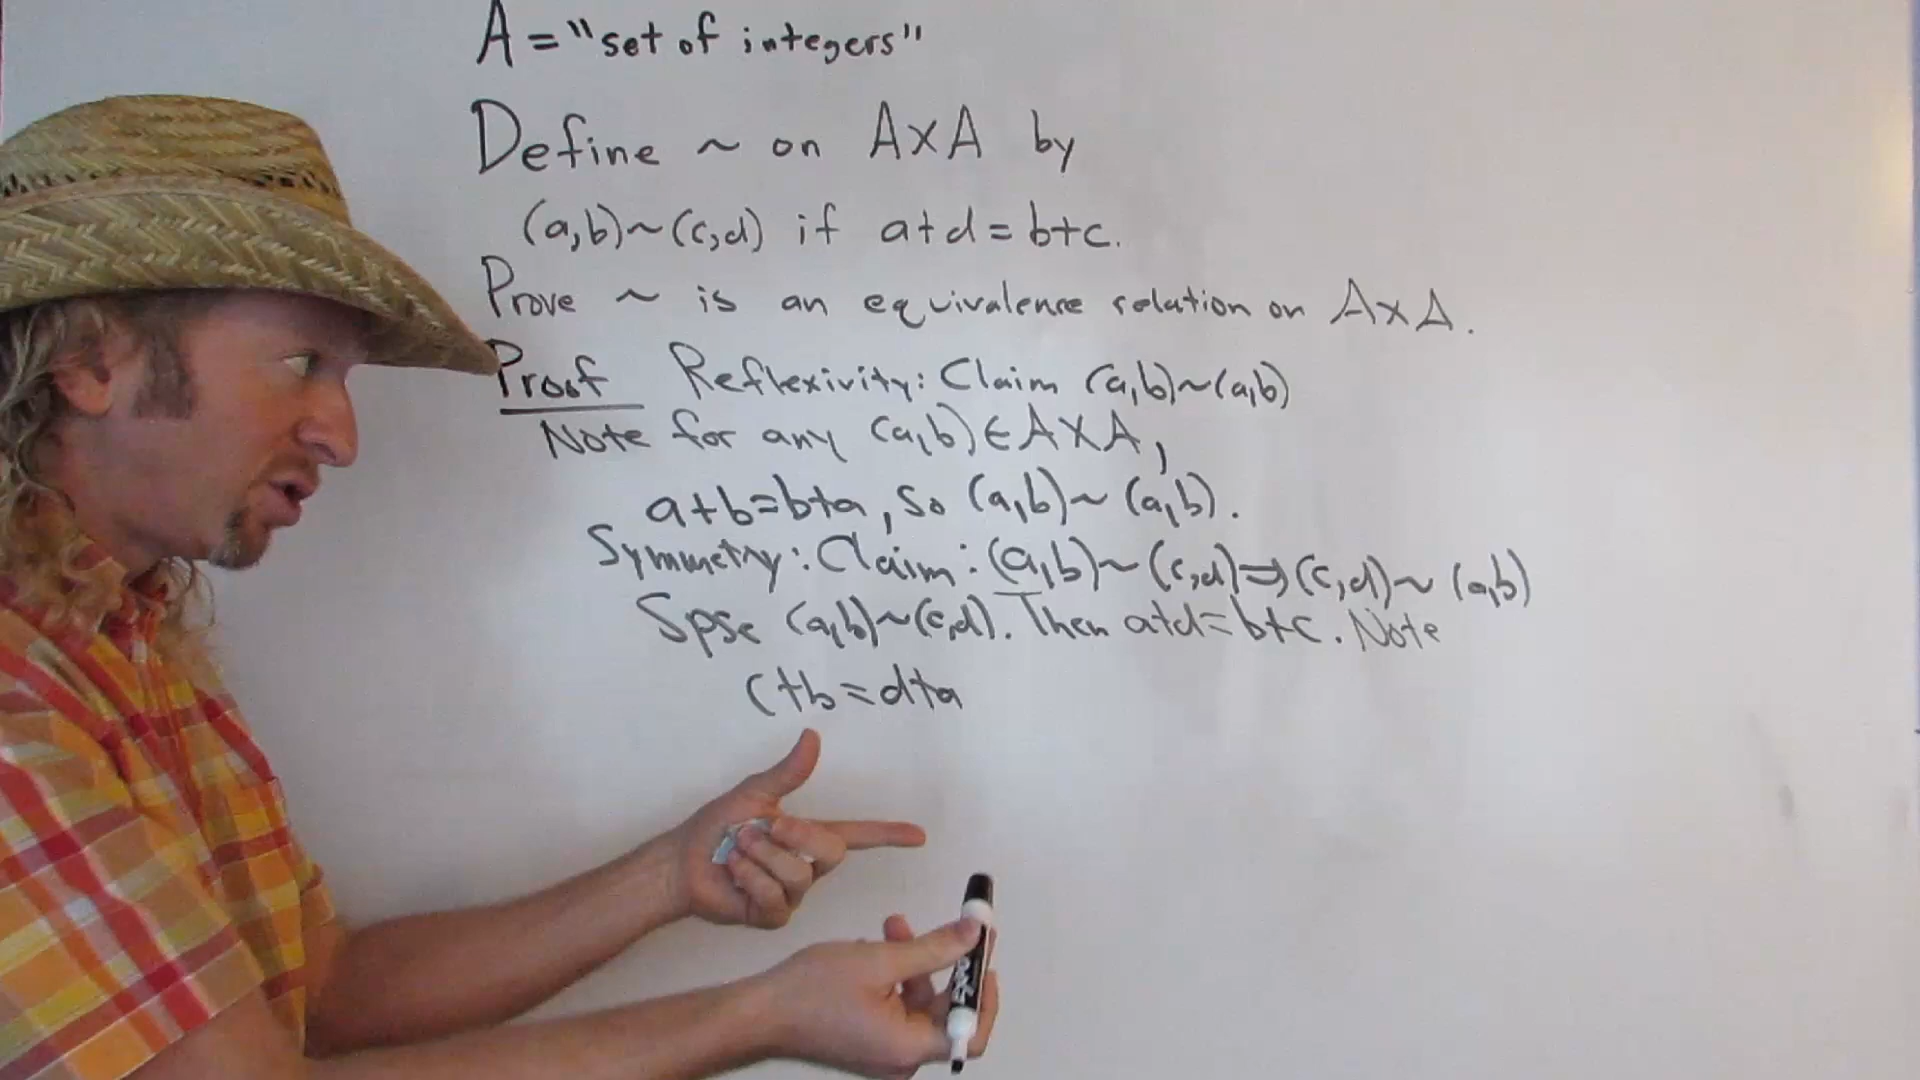 A = "set of integers"
Define ~ on A×A by
(a,b)~(c,d) if a+d=b+c.
Prove ~ is an equivalence relation on A×A.
Proof Reflexivity: Claim (a,b)~(a,b)
Note for any (a,b)∈A×A,
a+b=b+a, so (a,b)~(a,b).
Symmetry: Claim: (a,b)~(c,d)⇒(c,d)~(a,b)
Spse (a,b)~(c,d). Then a+d=b+c. Note
c+b=d+a
EXPO